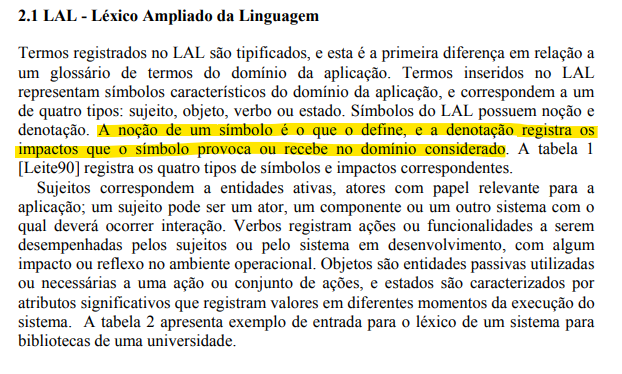 2.1 LAL - Léxico Ampliado da Linguagem
Termos registrados no LAL são tipificados, e esta é a primeira diferença em relação a
um glossário de termos do domínio da aplicação. Termos inseridos no LAL
representam símbolos característicos do domínio da aplicação, e correspondem a um
de quatro tipos: sujeito, objeto, verbo ou estado. Símbolos do LAL possuem noção e
denotação. A noção de um símbolo é o que o define, e a denotação registra os
impactos que o símbolo provoca ou recebe no domínio considerado. A tabela 1
[Leite90] registra os quatro tipos de símbolos e impactos correspondentes.
Sujeitos correspondem a entidades ativas, atores com papel relevante para a
aplicação; um sujeito pode ser um ator, um componente ou um outro sistema com o
qual deverá ocorrer interação. Verbos registram ações ou funcionalidades a serem
desempenhadas pelos sujeitos ou pelo sistema em desenvolvimento, com algum
impacto ou reflexo no ambiente operacional. Objetos são entidades passivas utilizadas
ou necessárias a uma ação ou conjunto de ações, e estados são caracterizados por
atributos significativos que registram valores em diferentes momentos da execução do
sistema. A tabela 2 apresenta exemplo de entrada para o léxico de um sistema para
bibliotecas de uma universidade.